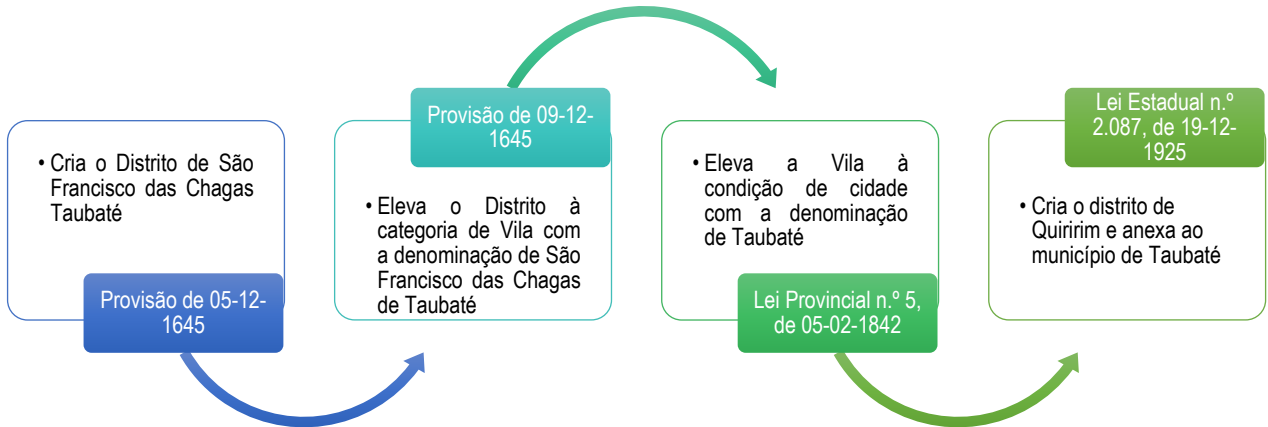 • Cria o Distrito de São
Francisco das Chagas
Taubaté
Provisão de 05-12-
1645
Provisão de 09-12-
1645
• Eleva o Distrito à
categoria de Vila com
a denominação de São
Francisco das Chagas
de Taubaté
• Eleva a Vila à
condição de cidade
com a denominação
de Taubaté
Lei Provincial n.º 5,
de 05-02-1842
Lei Estadual n.º
2.087, de 19-12-
1925
• Cria o distrito de
Quiririm e anexa ao
município de Taubaté